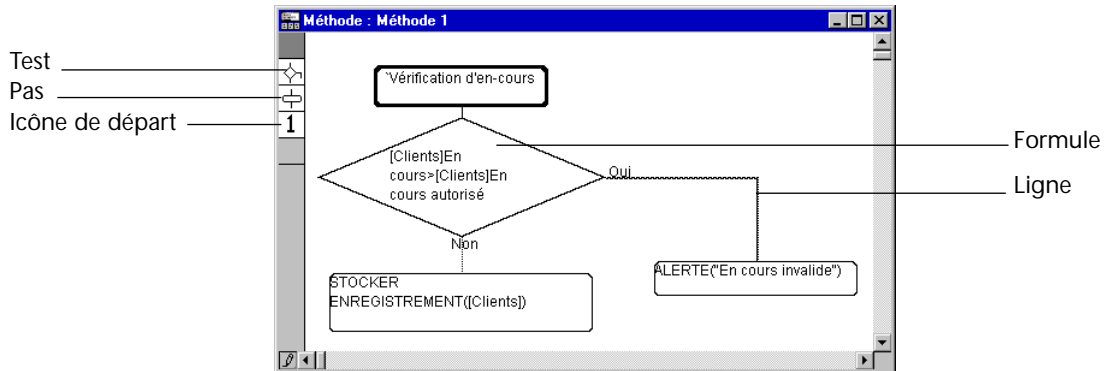 Méthode : Méthode 1
Test
Pas
Icône de départ
1
`Vérification d'en-cours
[Clients]En
cours>[Clients]En
cours autorisé
Formule
Oui
Ligne
Non
STOCKER
ENREGISTREMENT([Clients])
ALERTE("En cours invalide")